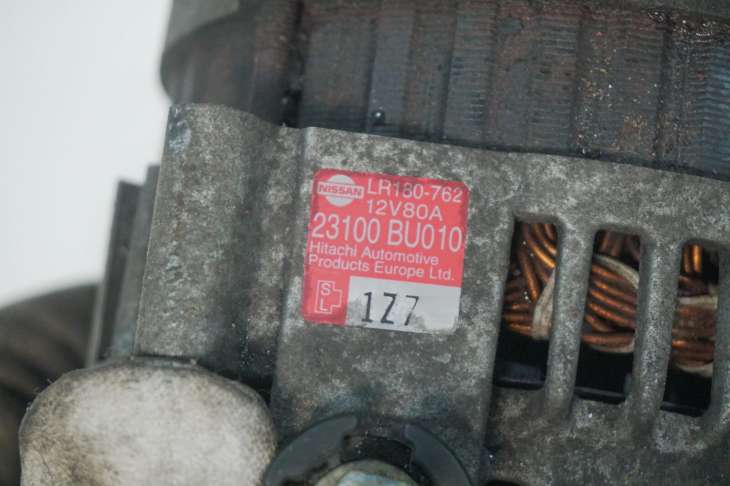 NISSAN LR180-762
12V80A
23100 BU010
Hitachi Automotive
Products Europe Ltd.
S
L
1Z7